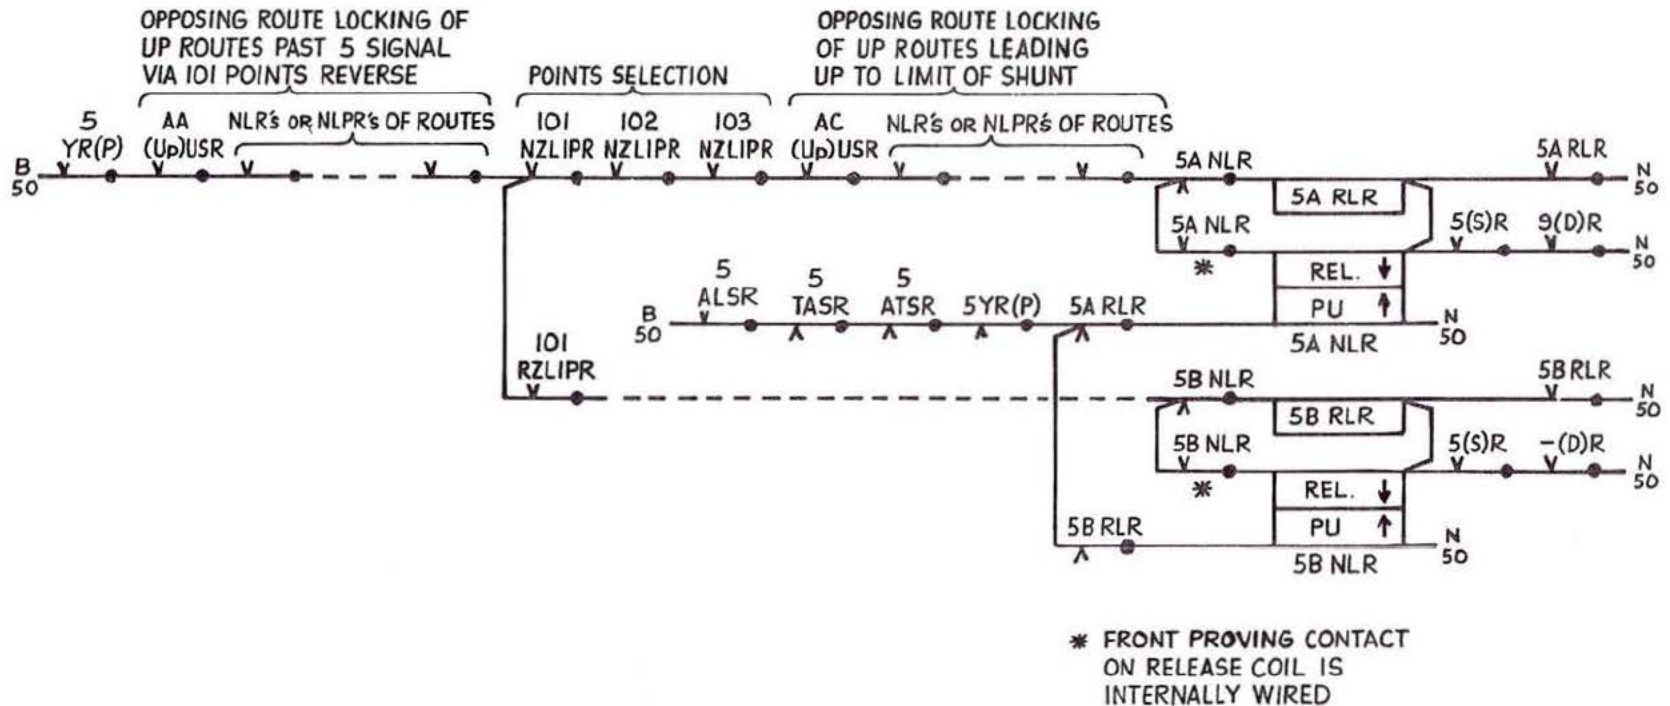 OPPOSING ROUTE LOCKING OF
UP ROUTES PAST 5 SIGNAL
VIA 101 POINTS REVERSE
POINTS SELECTION
OPPOSING ROUTE LOCKING
OF UP ROUTES LEADING
UP TO LIMIT OF SHUNT
5
YR(P)
AA
(Up)USR
NLR's OR NLPR's OF ROUTES
101
NZLIPR
102
NZLIPR
103
NZLIPR
AC
(Up)USR
NLR's OR NLPR's OF ROUTES
B
50
5A NLR
5A RLR
5A RLR
N
50
5A NLR
*
5(S)R
9(D)R
N
50
REL. ↓
PU ↑
5A NLR
B
50
5
ALSR
5
TASR
5
ATSR
5YR(P)
5A RLR
N
50
101
RZLIPR
5B NLR
5B RLR
5B RLR
N
50
5B NLR
*
5(S)R
-(D)R
N
50
REL. ↓
PU ↑
5B RLR
5B NLR
N
50
* FRONT PROVING CONTACT
ON RELEASE COIL IS
INTERNALLY WIRED